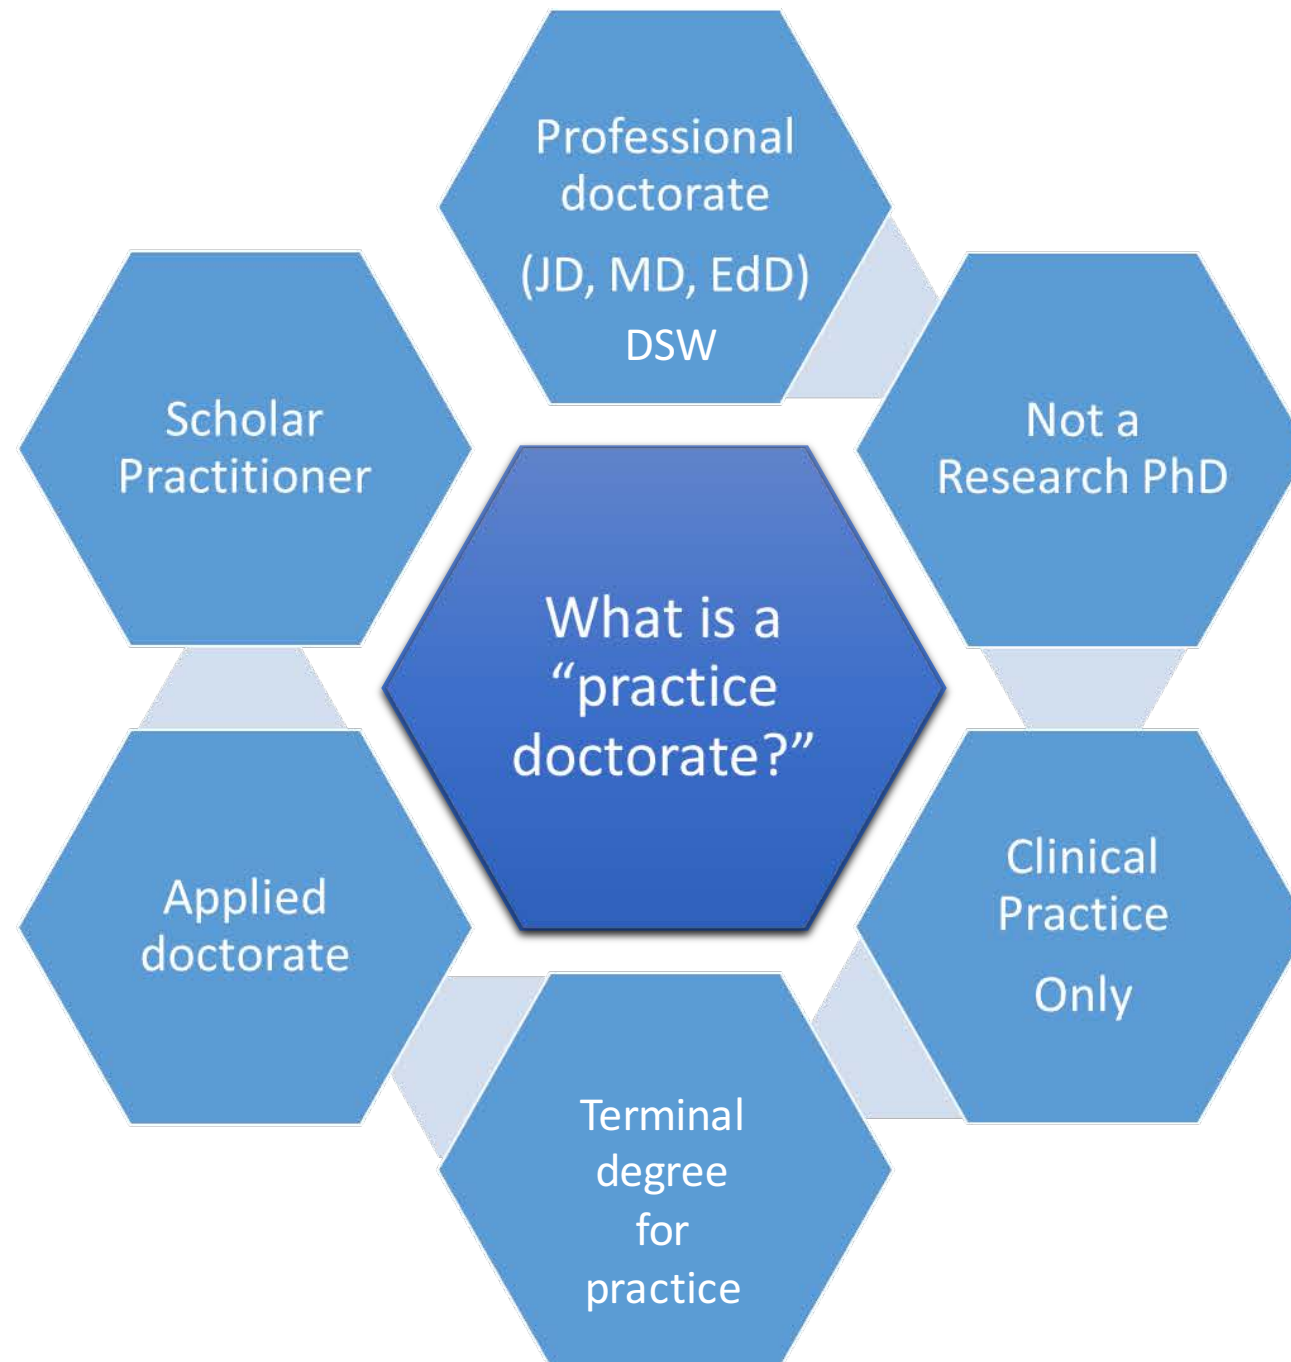 Professional
doctorate
(JD, MD, EdD)
DSW
Not a
Research PhD
Clinical
Practice
Only
Terminal
degree
for
practice
Applied
doctorate
Scholar
Practitioner
What is a
“practice
doctorate?”